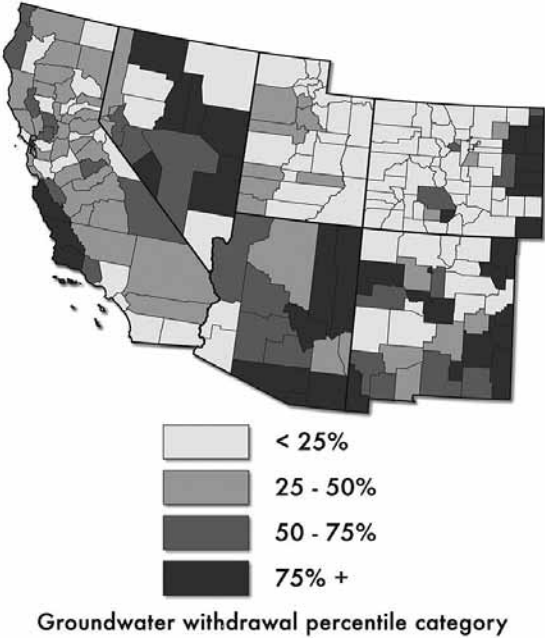 < 25%
25 - 50%
50 - 75%
75% +
Groundwater withdrawal percentile category